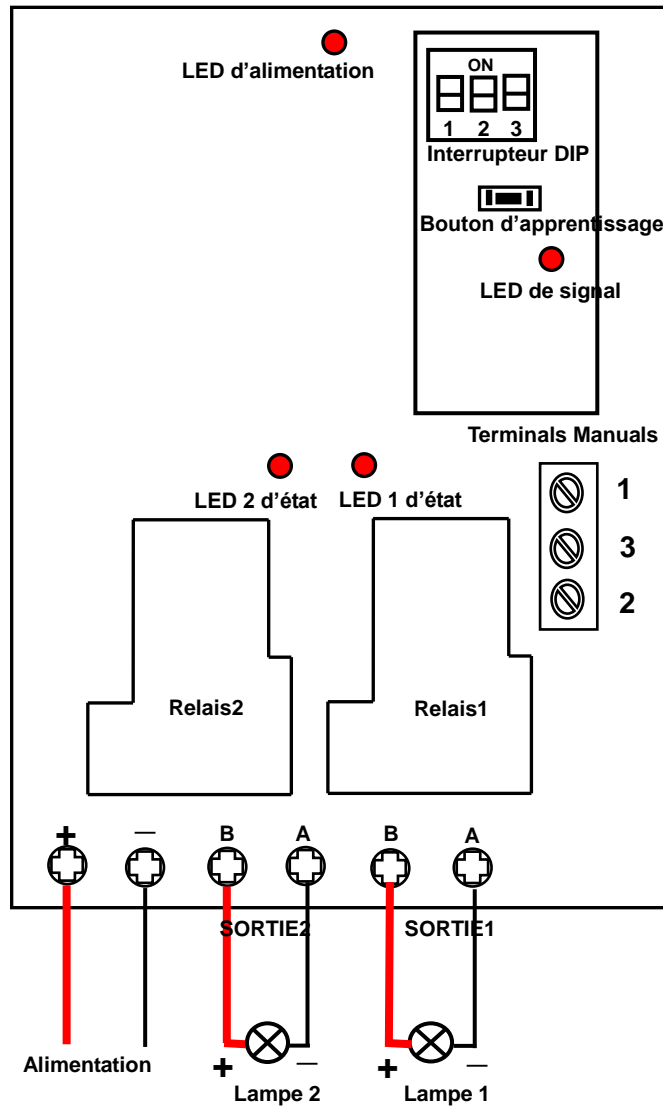 LED d'alimentation
ON
1 2 3
Interrupteur DIP
Bouton d'apprentissage
LED de signal
Terminals Manuals
1
3
2
LED 2 d'état
LED 1 d'état
Relais2
Relais1
+ — B A B A
SORTIE2
SORTIE1
Alimentation
+ — + —
Lampe 2
Lampe 1